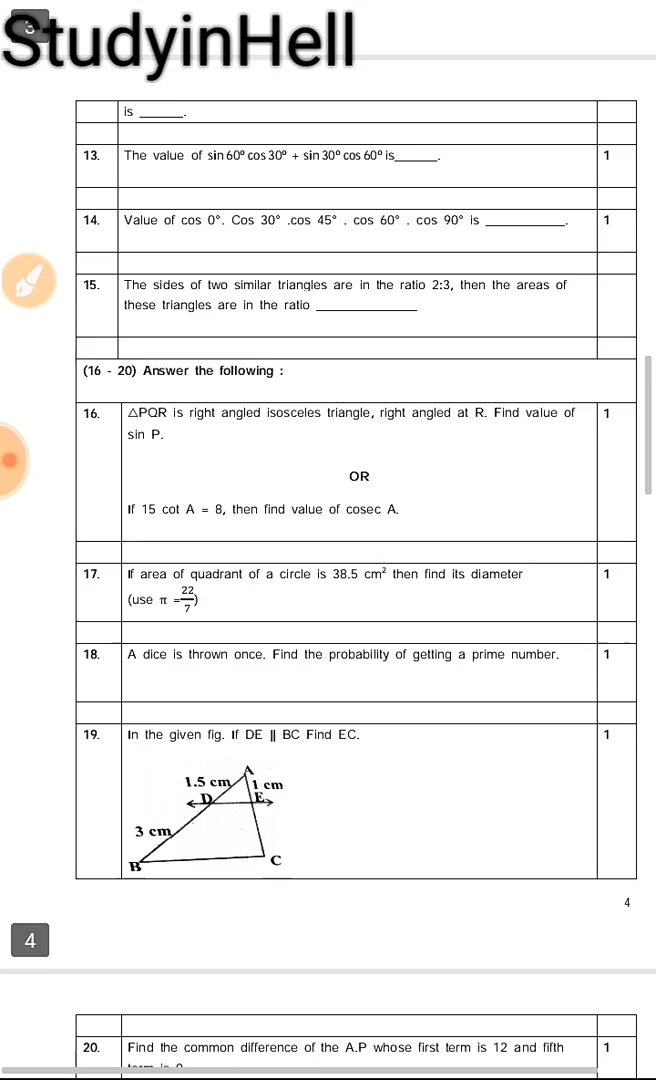 StudyinHell
is ______.
13. The value of sin 60° cos 30° + sin 30° cos 60° is______. 1
14. Value of cos 0°. Cos 30° .cos 45° . cos 60° . cos 90° is ___________. 1
15. The sides of two similar triangles are in the ratio 2:3, then the areas of
these triangles are in the ratio ______________
(16 - 20) Answer the following :
16. △PQR is right angled isosceles triangle, right angled at R. Find value of 1
sin P.
OR
If 15 cot A = 8, then find value of cosec A.
17. If area of quadrant of a circle is 38.5 cm² then find its diameter 1
(use π =22/7)
18. A dice is thrown once. Find the probability of getting a prime number. 1
19. In the given fig. If DE || BC Find EC. 1
A
1.5 cm 1 cm
D E
3 cm
B C
4
4
20. Find the common difference of the A.P whose first term is 12 and fifth 1